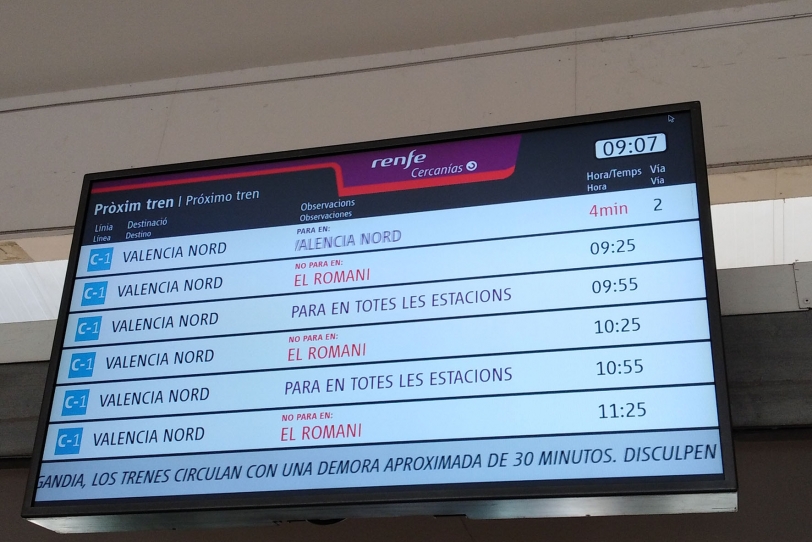 renfe
Cercanías
09:07
Pròxim tren | Próximo tren
Línia Destinació Observacions Hora/Temps Via
Línea Destino Observaciones Hora Via
C-1 VALENCIA NORD PARA EN: VALENCIA NORD 4min 2
C-1 VALENCIA NORD NO PARA EN: EL ROMANI 09:25
C-1 VALENCIA NORD PARA EN TOTES LES ESTACIONS 09:55
C-1 VALENCIA NORD NO PARA EN: EL ROMANI 10:25
C-1 VALENCIA NORD PARA EN TOTES LES ESTACIONS 10:55
C-1 VALENCIA NORD NO PARA EN: EL ROMANI 11:25
GANDIA, LOS TRENES CIRCULAN CON UNA DEMORA APROXIMADA DE 30 MINUTOS. DISCULPEN